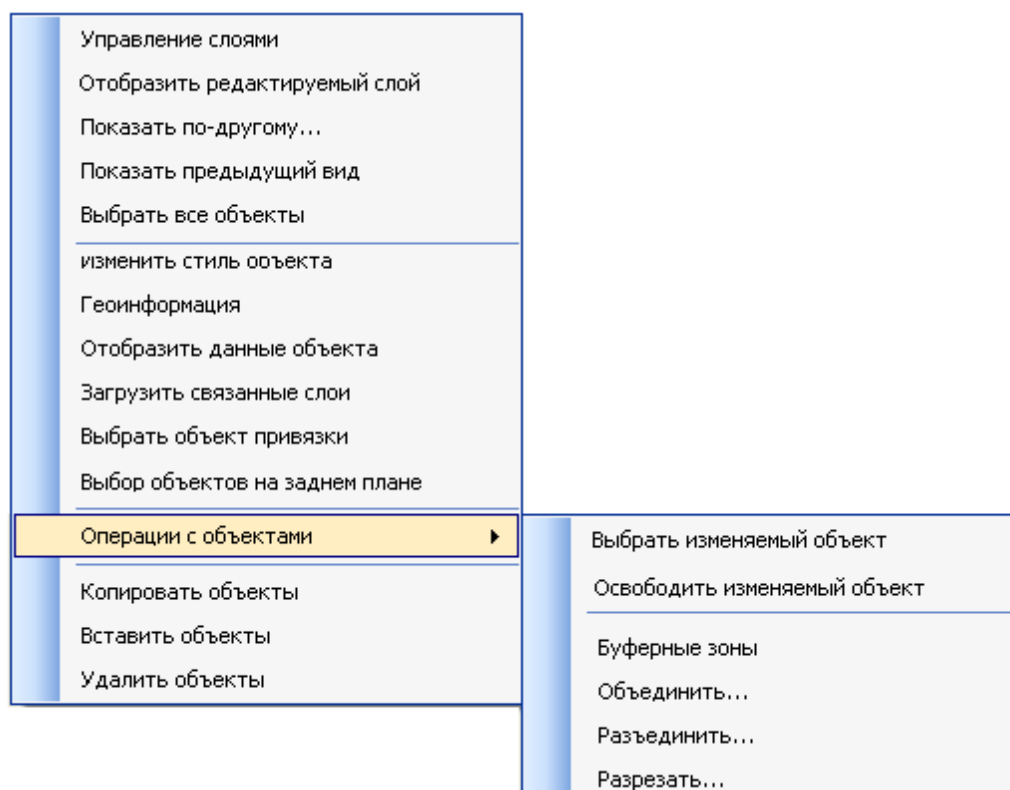 Управление слоями
Отобразить редактируемый слой
Показать по-другому...
Показать предыдущий вид
Выбрать все объекты
Изменить стиль объекта
Геоинформация
Отобразить данные объекта
Загрузить связанные слои
Выбрать объект привязки
Выбор объектов на заднем плане
Операции с объектами
Копировать объекты
Вставить объекты
Удалить объекты
Выбрать изменяемый объект
Освободить изменяемый объект
Буферные зоны
Объединить...
Разъединить...
Разрезать...